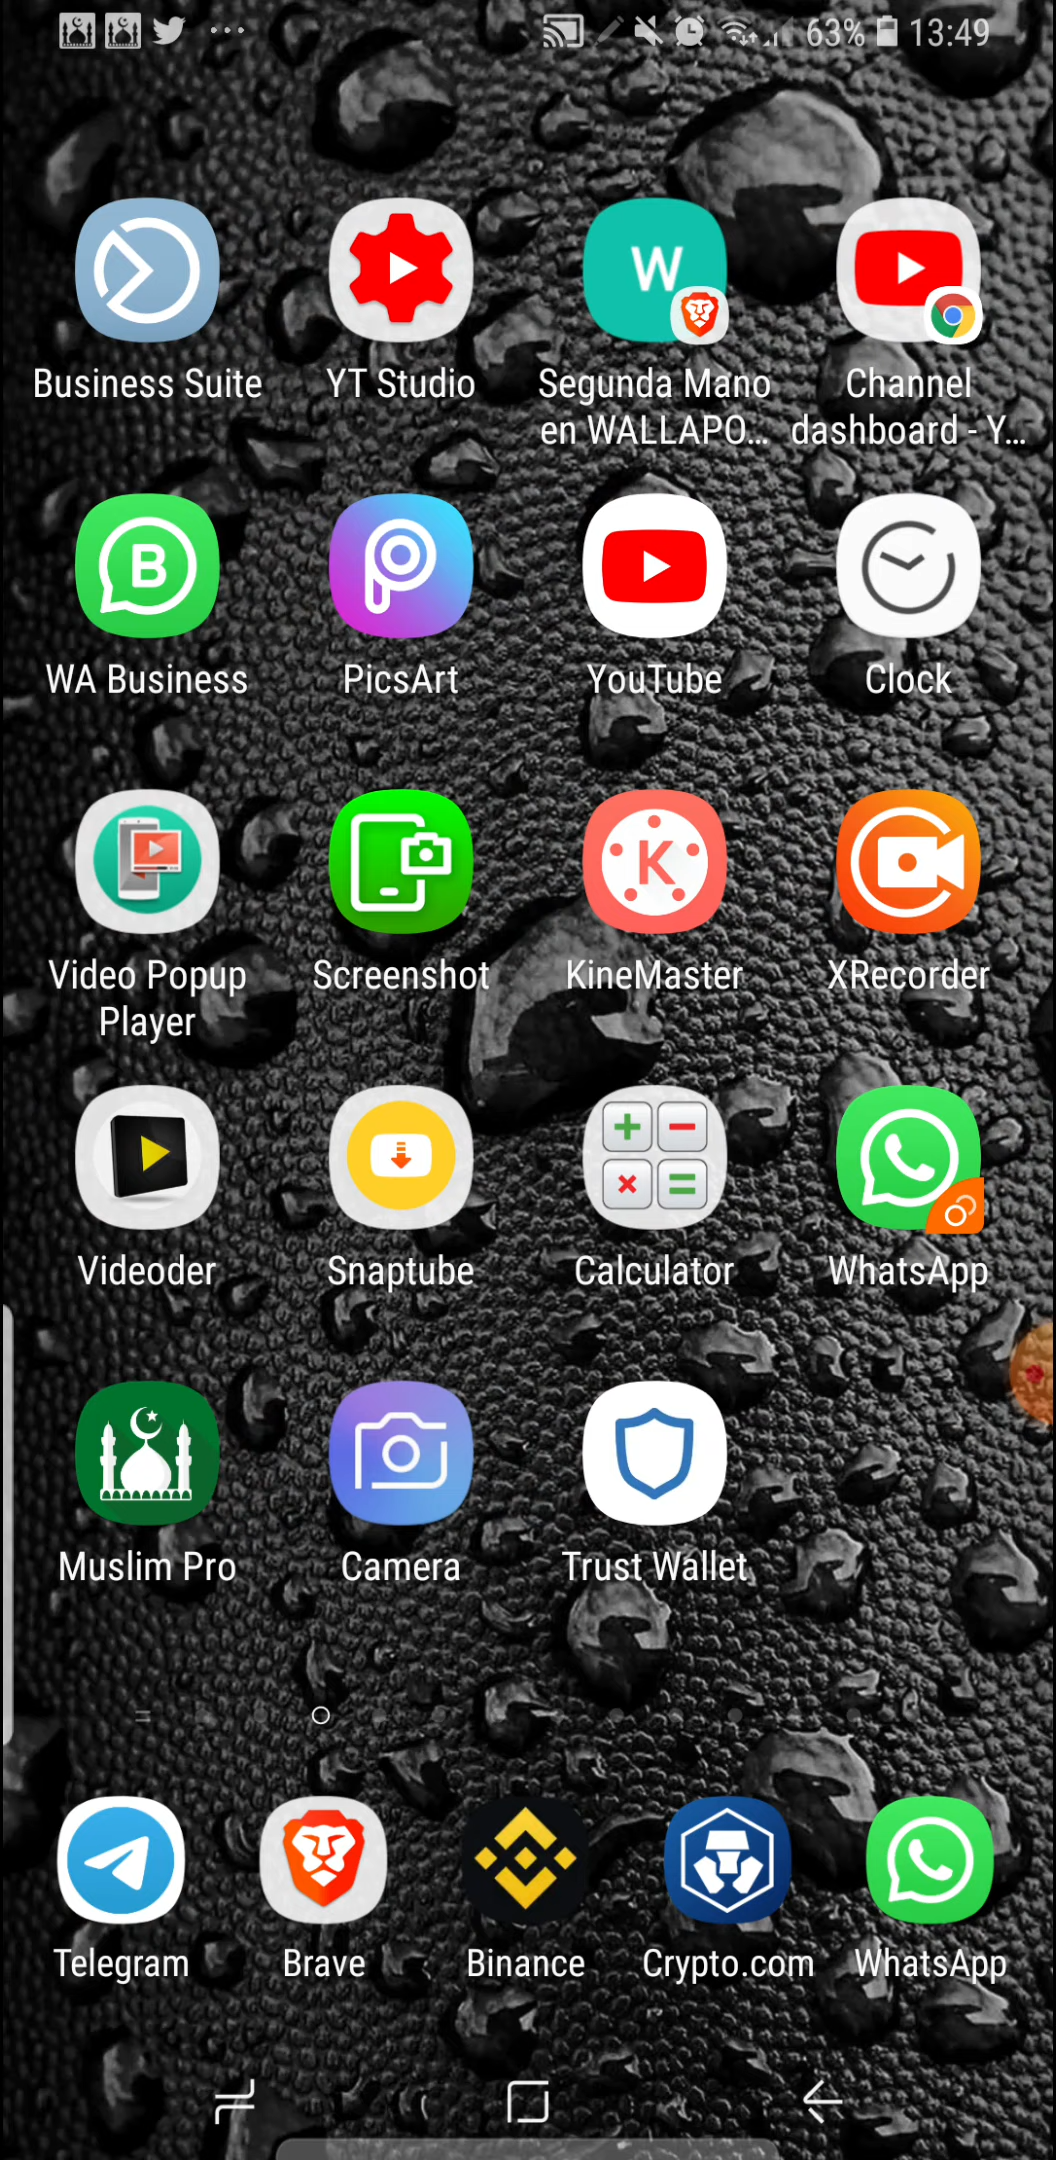 63% 13:49
Business Suite
YT Studio
Segunda Mano
en WALLAPO...
Channel
dashboard - Y...
W
B
WA Business
PicsArt
YouTube
Clock
Video Popup
Player
Screenshot
K
KineMaster
XRecorder
Videoder
Snaptube
Calculator
WhatsApp
Muslim Pro
Camera
Trust Wallet
Telegram
Brave
Binance
Crypto.com
WhatsApp